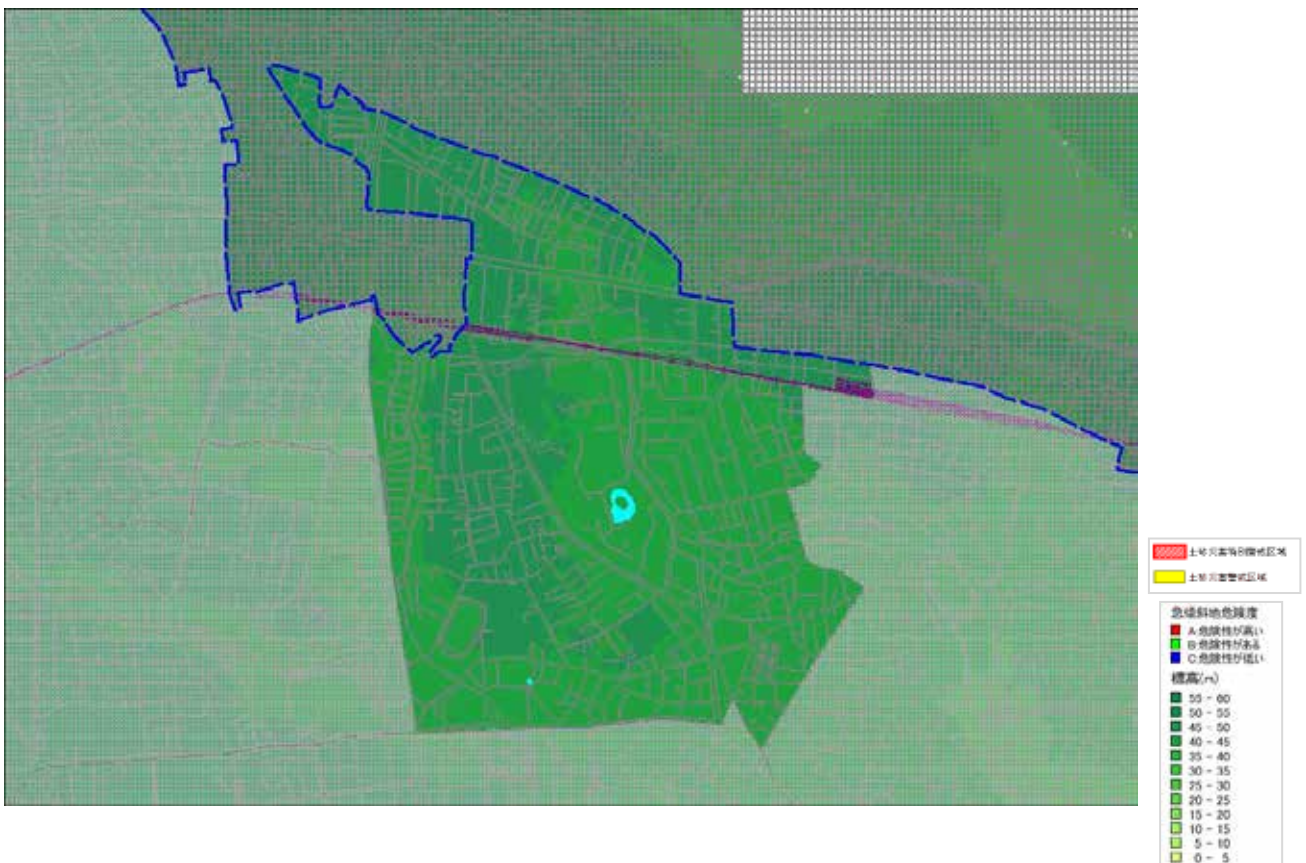 土砂災害特別警戒区域
土砂災害警戒区域
急傾斜地危険度
A:危険性が高い
B:危険性がある
C:危険性が低い
標高(m)
55 - 60
50 - 55
45 - 50
40 - 45
35 - 40
30 - 35
25 - 30
20 - 25
15 - 20
10 - 15
5 - 10
0 - 5